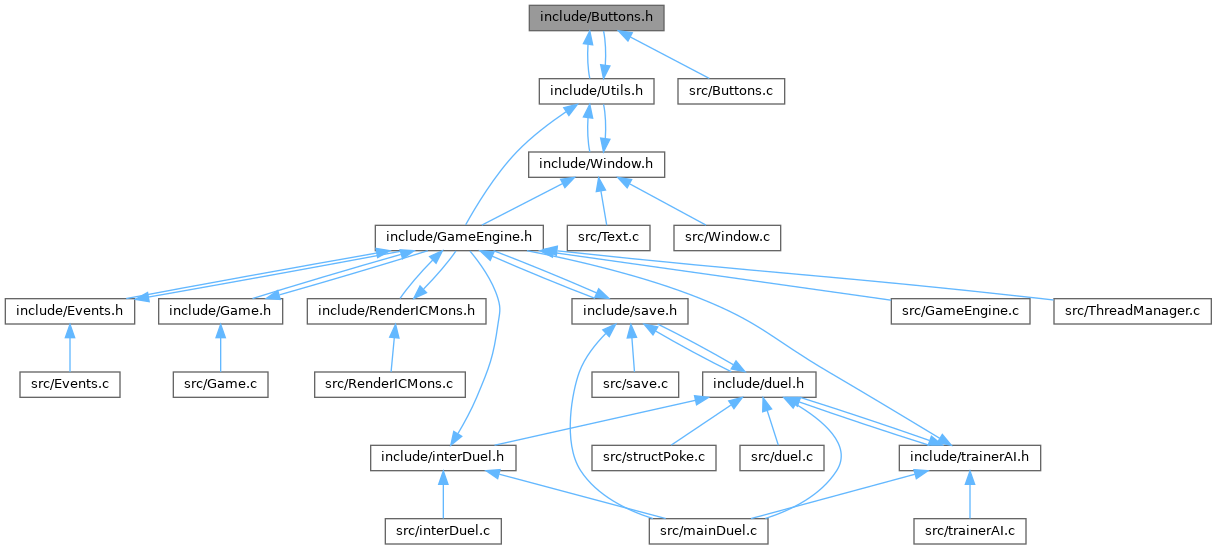 include/Buttons.h
include/Utils.h
src/Buttons.c
include/Window.h
include/GameEngine.h
src/Text.c
src/Window.c
include/Events.h
include/Game.h
include/RenderICMons.h
include/save.h
src/GameEngine.c
src/ThreadManager.c
src/Events.c
src/Game.c
src/RenderICMons.c
src/save.c
include/duel.h
include/interDuel.h
src/structPoke.c
src/duel.c
include/trainerAI.h
src/interDuel.c
src/mainDuel.c
src/trainerAI.c